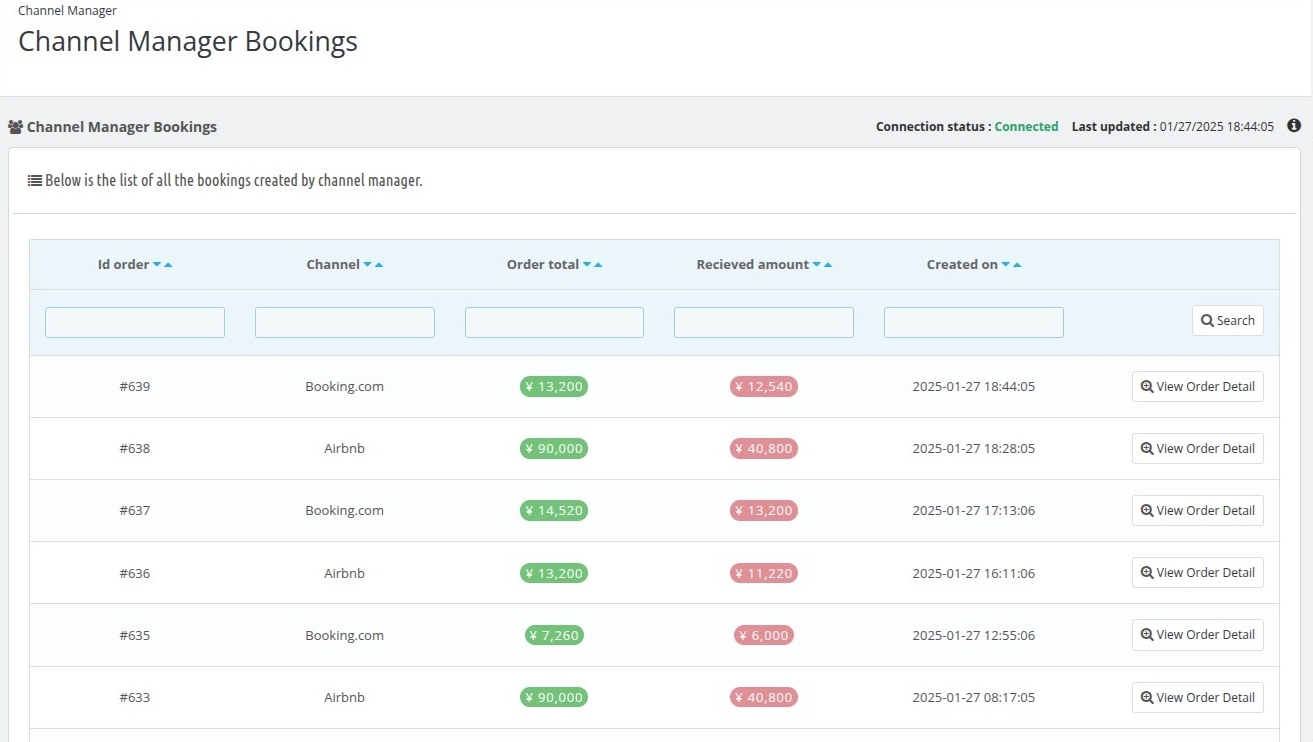 Channel Manager
Channel Manager Bookings
Channel Manager Bookings Connection status : Connected Last updated : 01/27/2025 18:44:05
Below is the list of all the bookings created by channel manager.
Id order Channel Order total Recieved amount Created on
Search
#639 Booking.com ¥ 13,200 ¥ 12,540 2025-01-27 18:44:05 View Order Detail
#638 Airbnb ¥ 90,000 ¥ 40,800 2025-01-27 18:28:05 View Order Detail
#637 Booking.com ¥ 14,520 ¥ 13,200 2025-01-27 17:13:06 View Order Detail
#636 Airbnb ¥ 13,200 ¥ 11,220 2025-01-27 16:11:06 View Order Detail
#635 Booking.com ¥ 7,260 ¥ 6,000 2025-01-27 12:55:06 View Order Detail
#633 Airbnb ¥ 90,000 ¥ 40,800 2025-01-27 08:17:05 View Order Detail